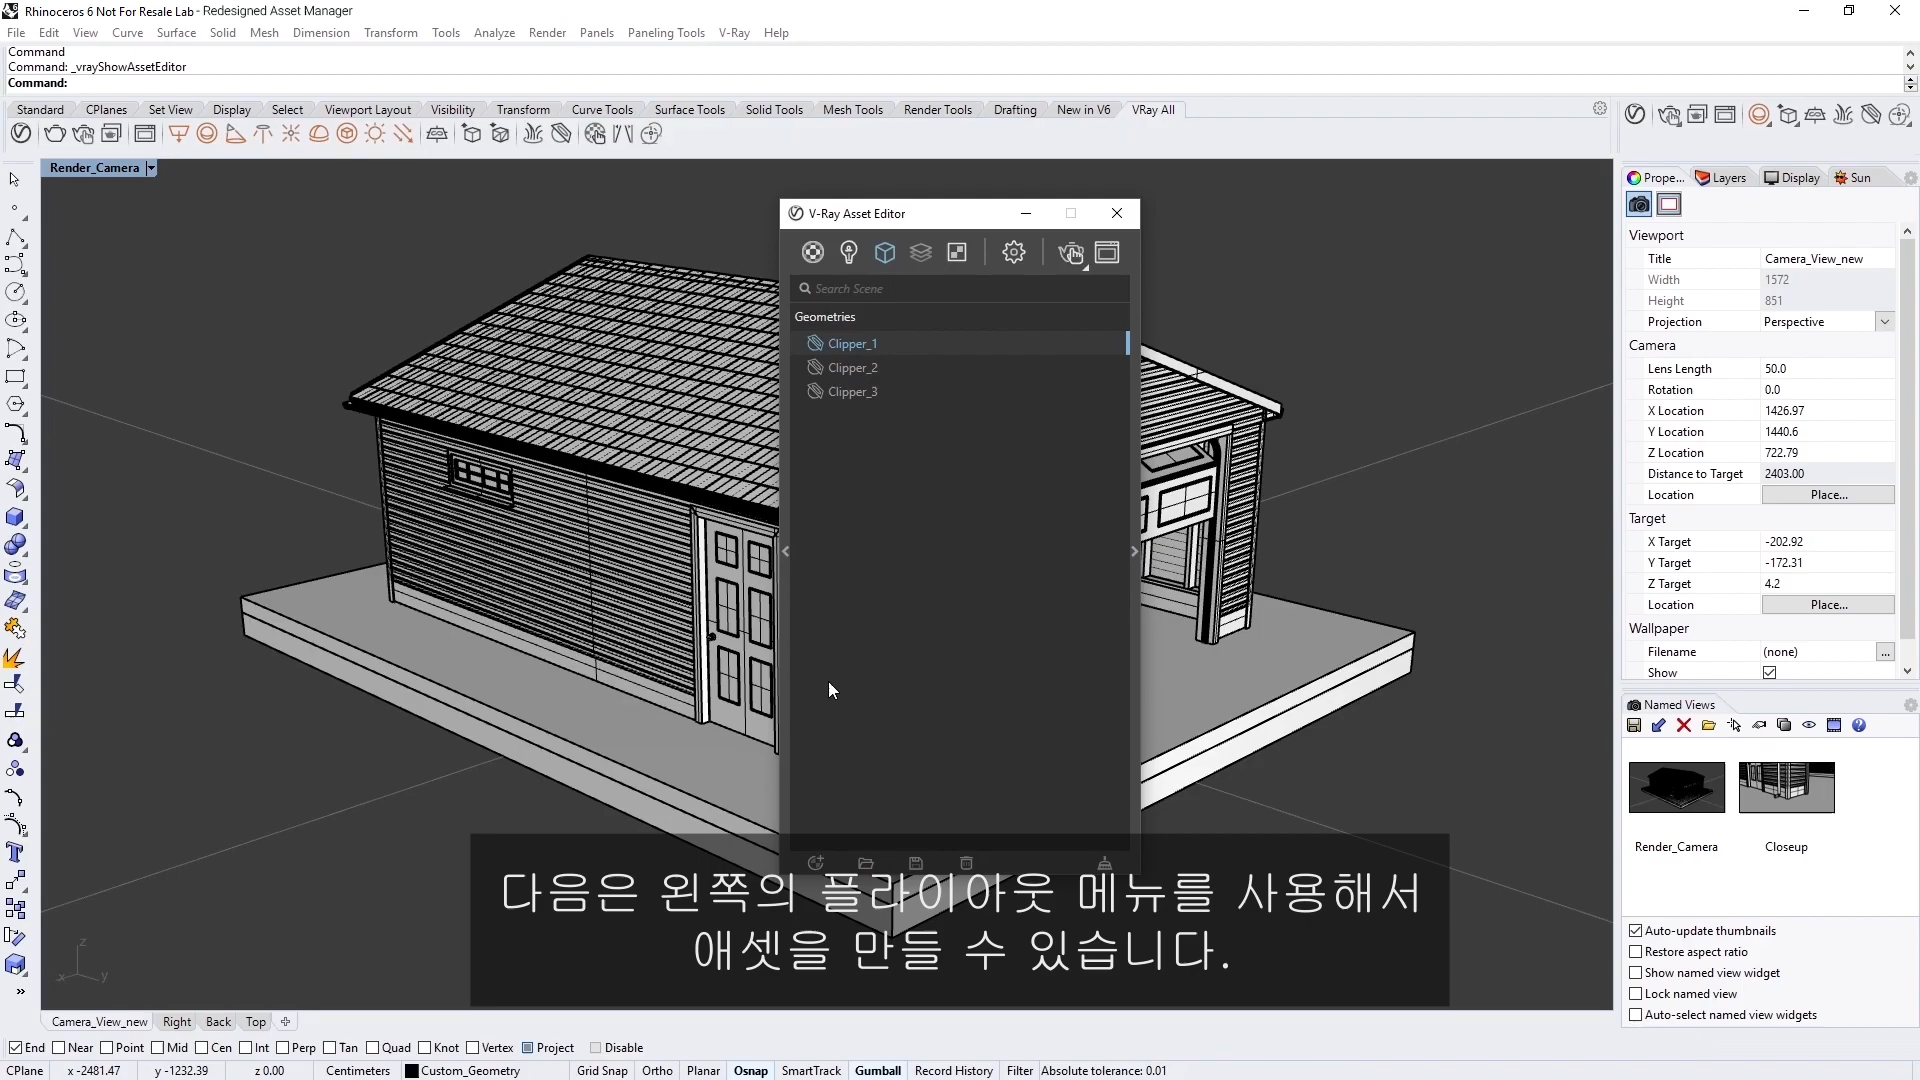 Rhinoceros 6 Not For Resale Lab - Redesigned Asset Manager
File Edit View Curve Surface Solid Mesh Dimension Transform Tools Analyze Render Panels Paneling Tools V-Ray Help
Command
Command: _vrayShowAssetEditor
Command:
Standard CPlanes Set View Display Select Viewport Layout Visibility Transform Curve Tools Surface Tools Solid Tools Mesh Tools Render Tools Drafting New in V6 VRay All
Render_Camera
V-Ray Asset Editor
Search Scene
Geometries
Clipper_1
Clipper_2
Clipper_3
다음은 왼쪽의 플라이아웃 메뉴를 사용해서
애셋을 만들 수 있습니다.
z
x
y
Prope... Layers Display Sun
Viewport
Title Camera_View_new
Width 1572
Height 851
Projection Perspective
Camera
Lens Length 50.0
Rotation 0.0
X Location 1426.97
Y Location 1440.6
Z Location 722.79
Distance to Target 2403.00
Location Place...
Target
X Target -202.92
Y Target -172.31
Z Target 4.2
Location Place...
Wallpaper
Filename (none) ...
Show
Named Views
Render_Camera Closeup
Auto-update thumbnails
Restore aspect ratio
Show named view widget
Lock named view
Auto-select named view widgets
Camera_View_new Right Back Top
End Near Point Mid Cen Int Perp Tan Quad Knot Vertex Project Disable
CPlane x -2481.47 y -1232.39 z 0.00 Centimeters Custom_Geometry Grid Snap Ortho Planar Osnap SmartTrack Gumball Record History Filter Absolute tolerance: 0.01